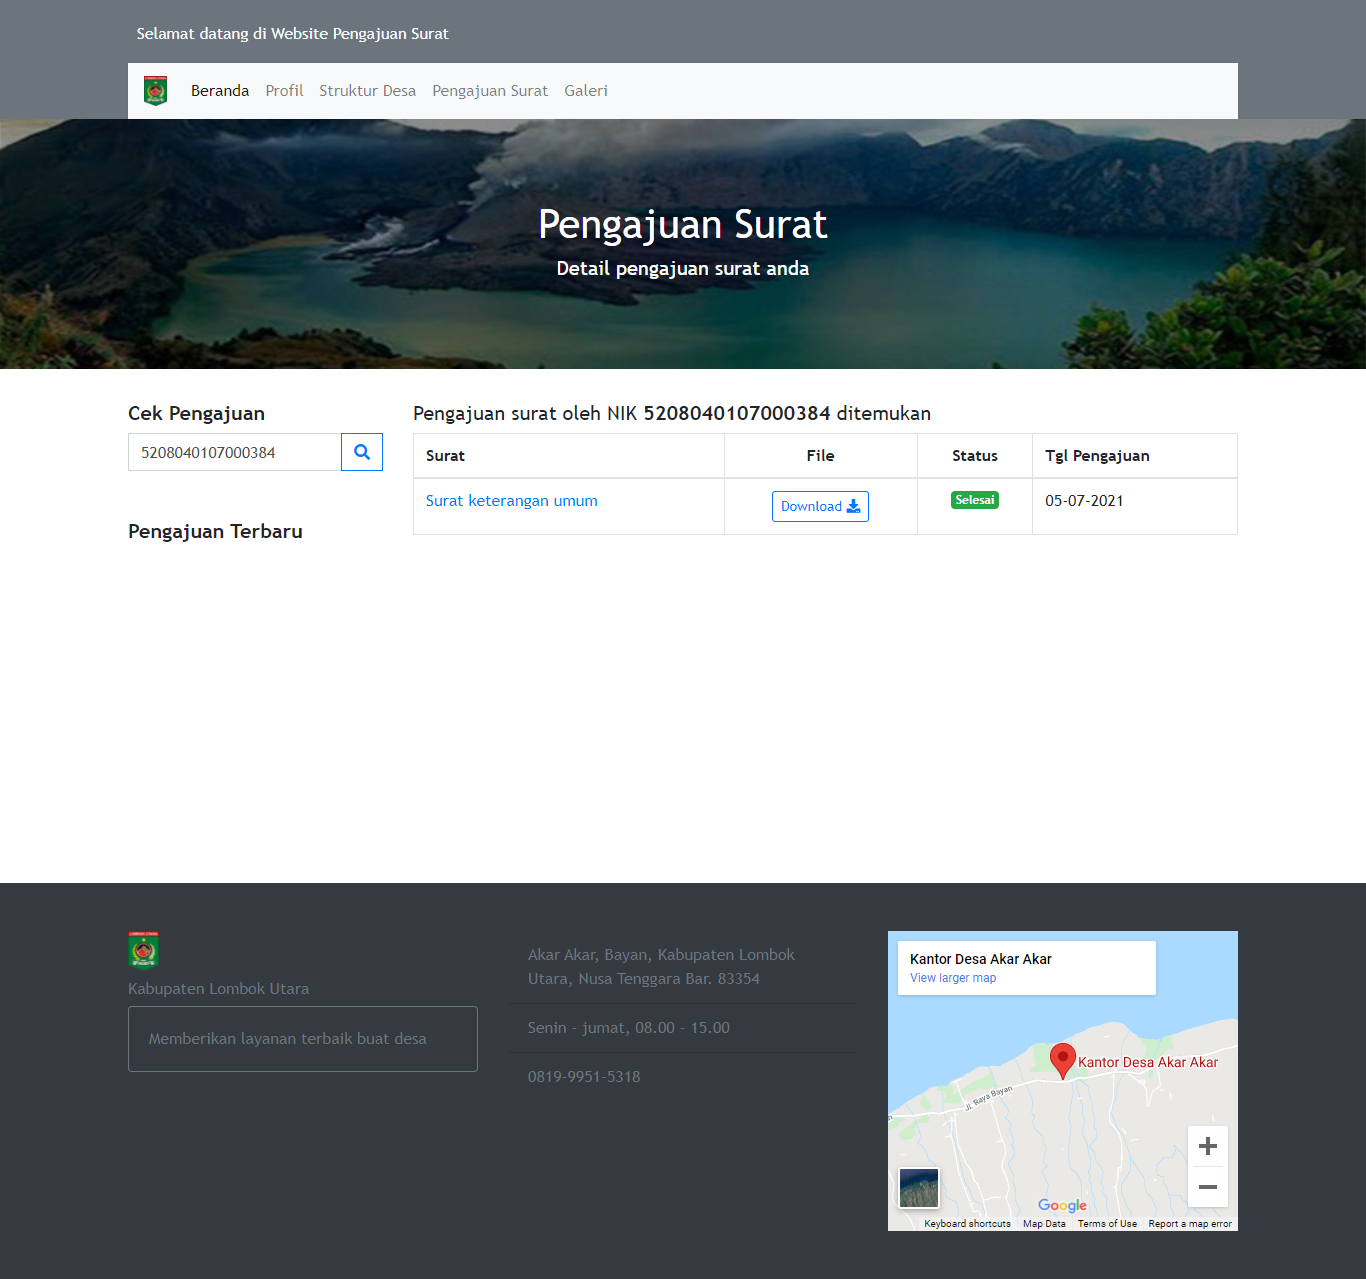 Selamat datang di Website Pengajuan Surat
Beranda Profil Struktur Desa Pengajuan Surat Galeri
Pengajuan Surat
Detail pengajuan surat anda
Cek Pengajuan
5208040107000384
Pengajuan Terbaru
Pengajuan surat oleh NIK 5208040107000384 ditemukan
Surat File Status Tgl Pengajuan
Surat keterangan umum Download Selesai 05-07-2021
Kabupaten Lombok Utara
Memberikan layanan terbaik buat desa
Akar Akar, Bayan, Kabupaten Lombok
Utara, Nusa Tenggara Bar. 83354
Senin - jumat, 08.00 - 15.00
0819-9951-5318
Kantor Desa Akar Akar
View larger map
Kantor Desa Akar Akar
Jl. Raya Bayan
Google
Keyboard shortcuts Map Data Terms of Use Report a map error